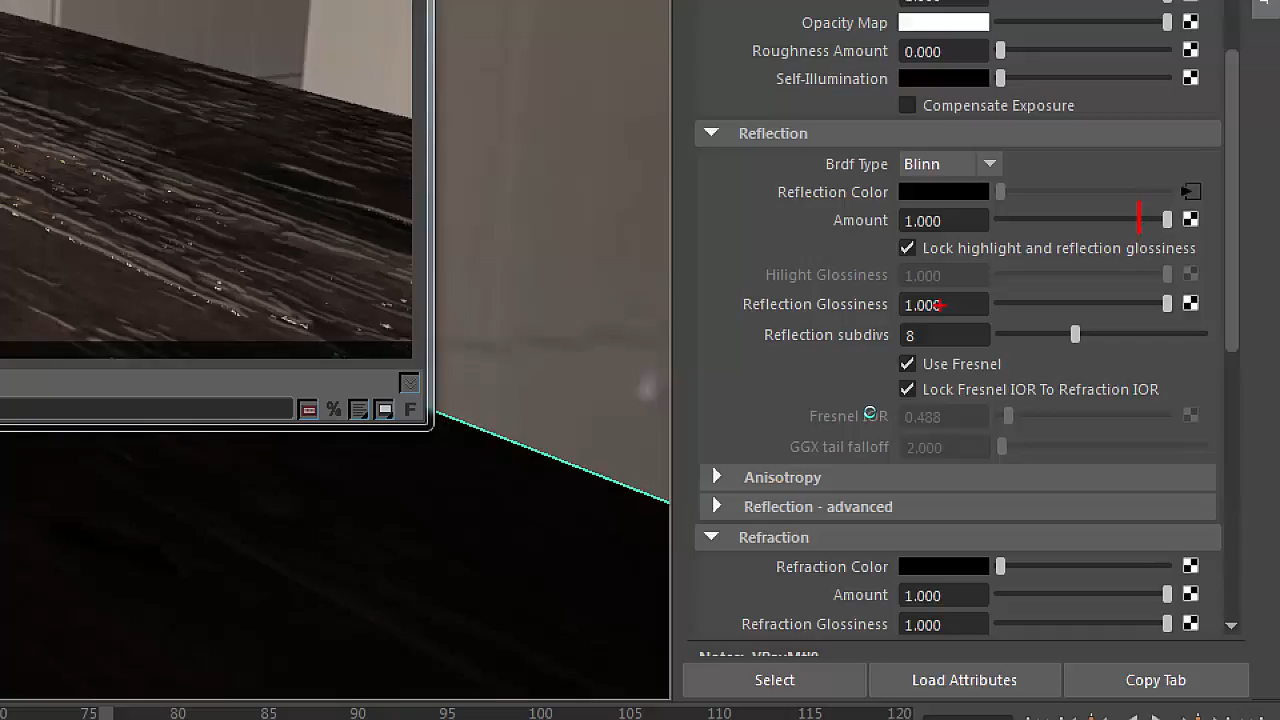 Opacity Map
Roughness Amount 0.000
Self-Illumination
Compensate Exposure
Reflection
Brdf Type Blinn
Reflection Color
Amount 1.000
Lock highlight and reflection glossiness
Hilight Glossiness 1.000
Reflection Glossiness 1.000
Reflection subdivs 8
Use Fresnel
Lock Fresnel IOR To Refraction IOR
Fresnel IOR 0.488
GGX tail falloff 2.000
Anisotropy
Reflection - advanced
Refraction
Refraction Color
Amount 1.000
Refraction Glossiness 1.000
% F
Select Load Attributes Copy Tab
75 80 85 90 95 100 105 110 115 120